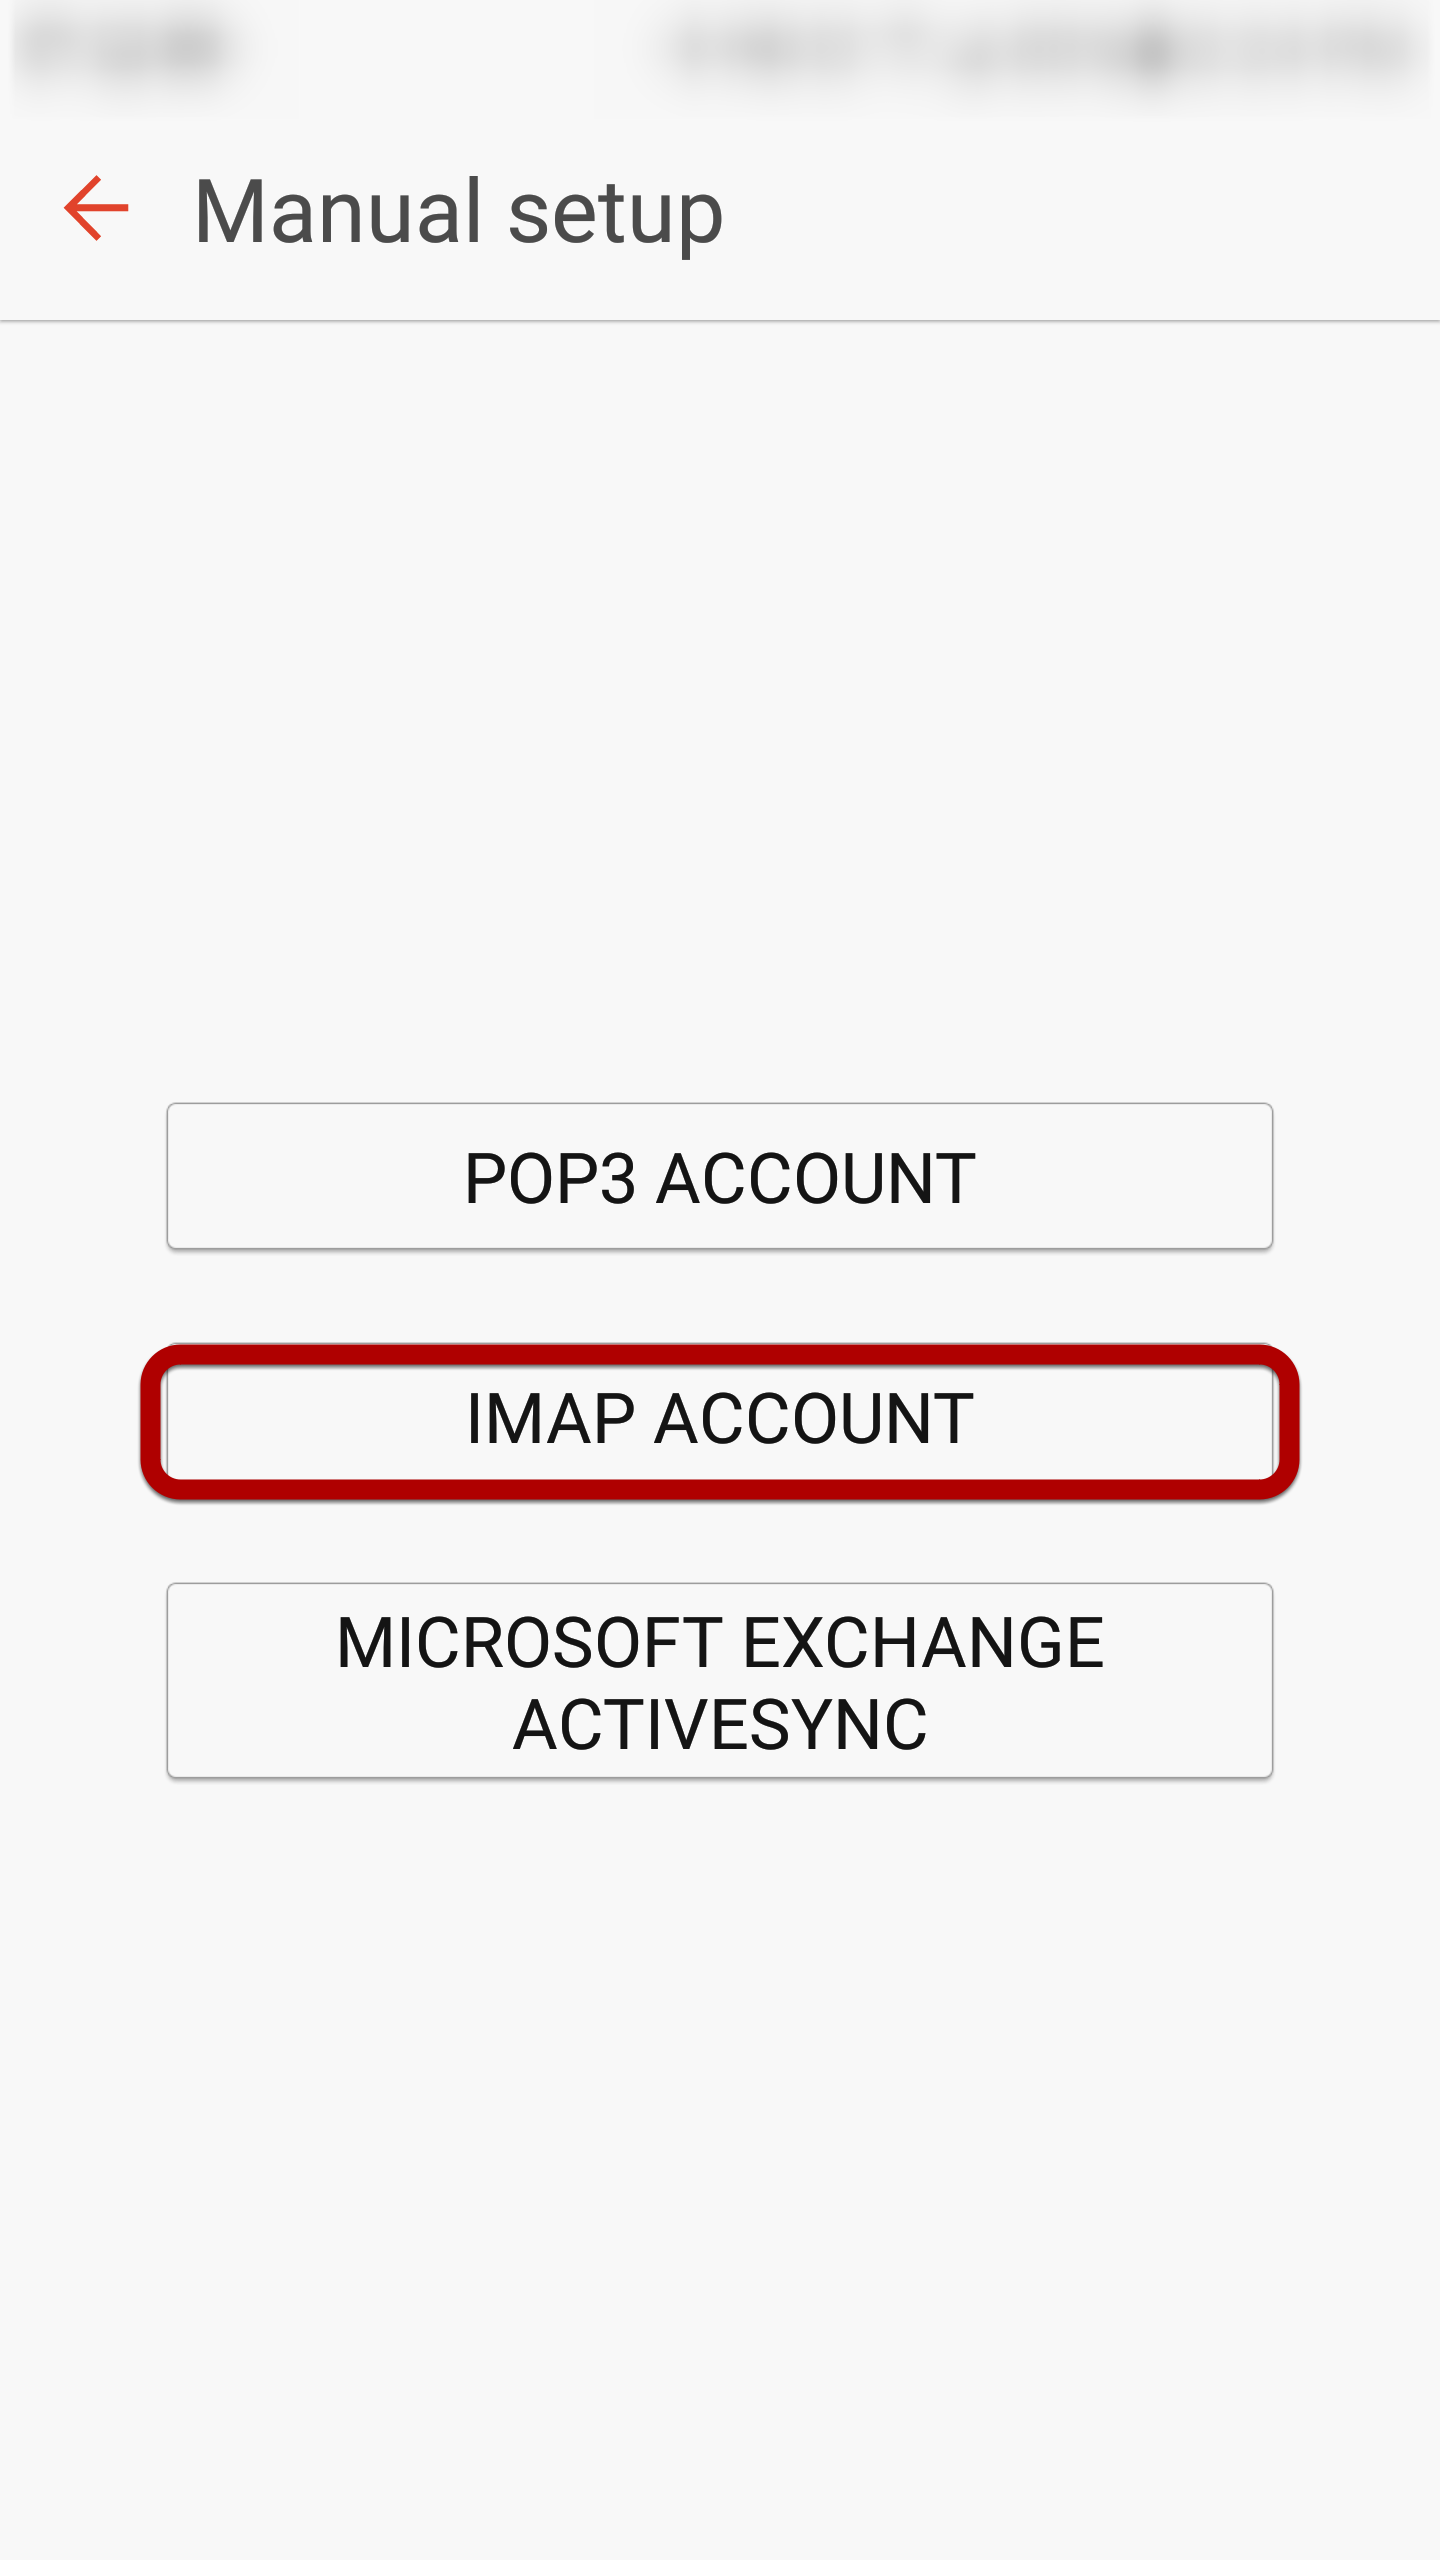 Manual setup
POP3 ACCOUNT
IMAP ACCOUNT
MICROSOFT EXCHANGE
ACTIVESYNC